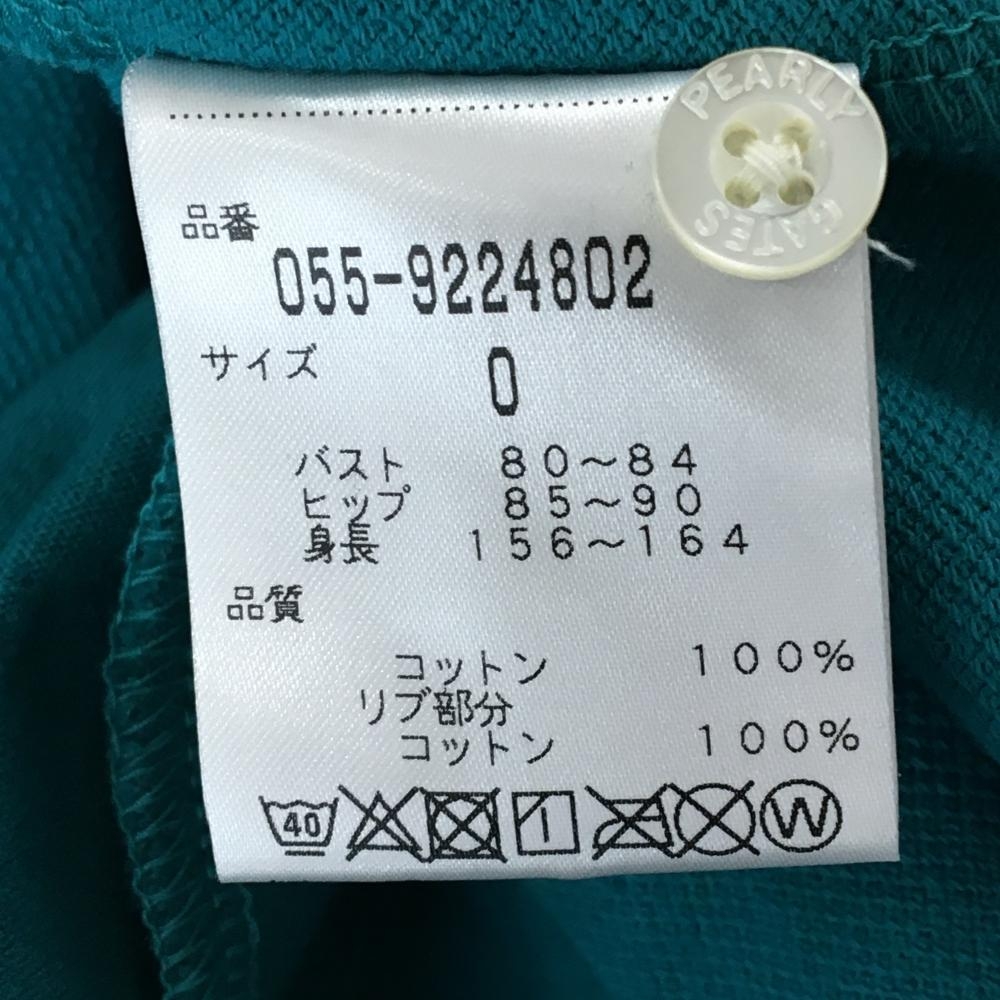 PEARLY
GATES
品番
055-9224802
サイズ 0
バスト 80~84
ヒップ 85~90
身長 156~164
品質
コットン 100%
リブ部分
コットン 100%
40 W